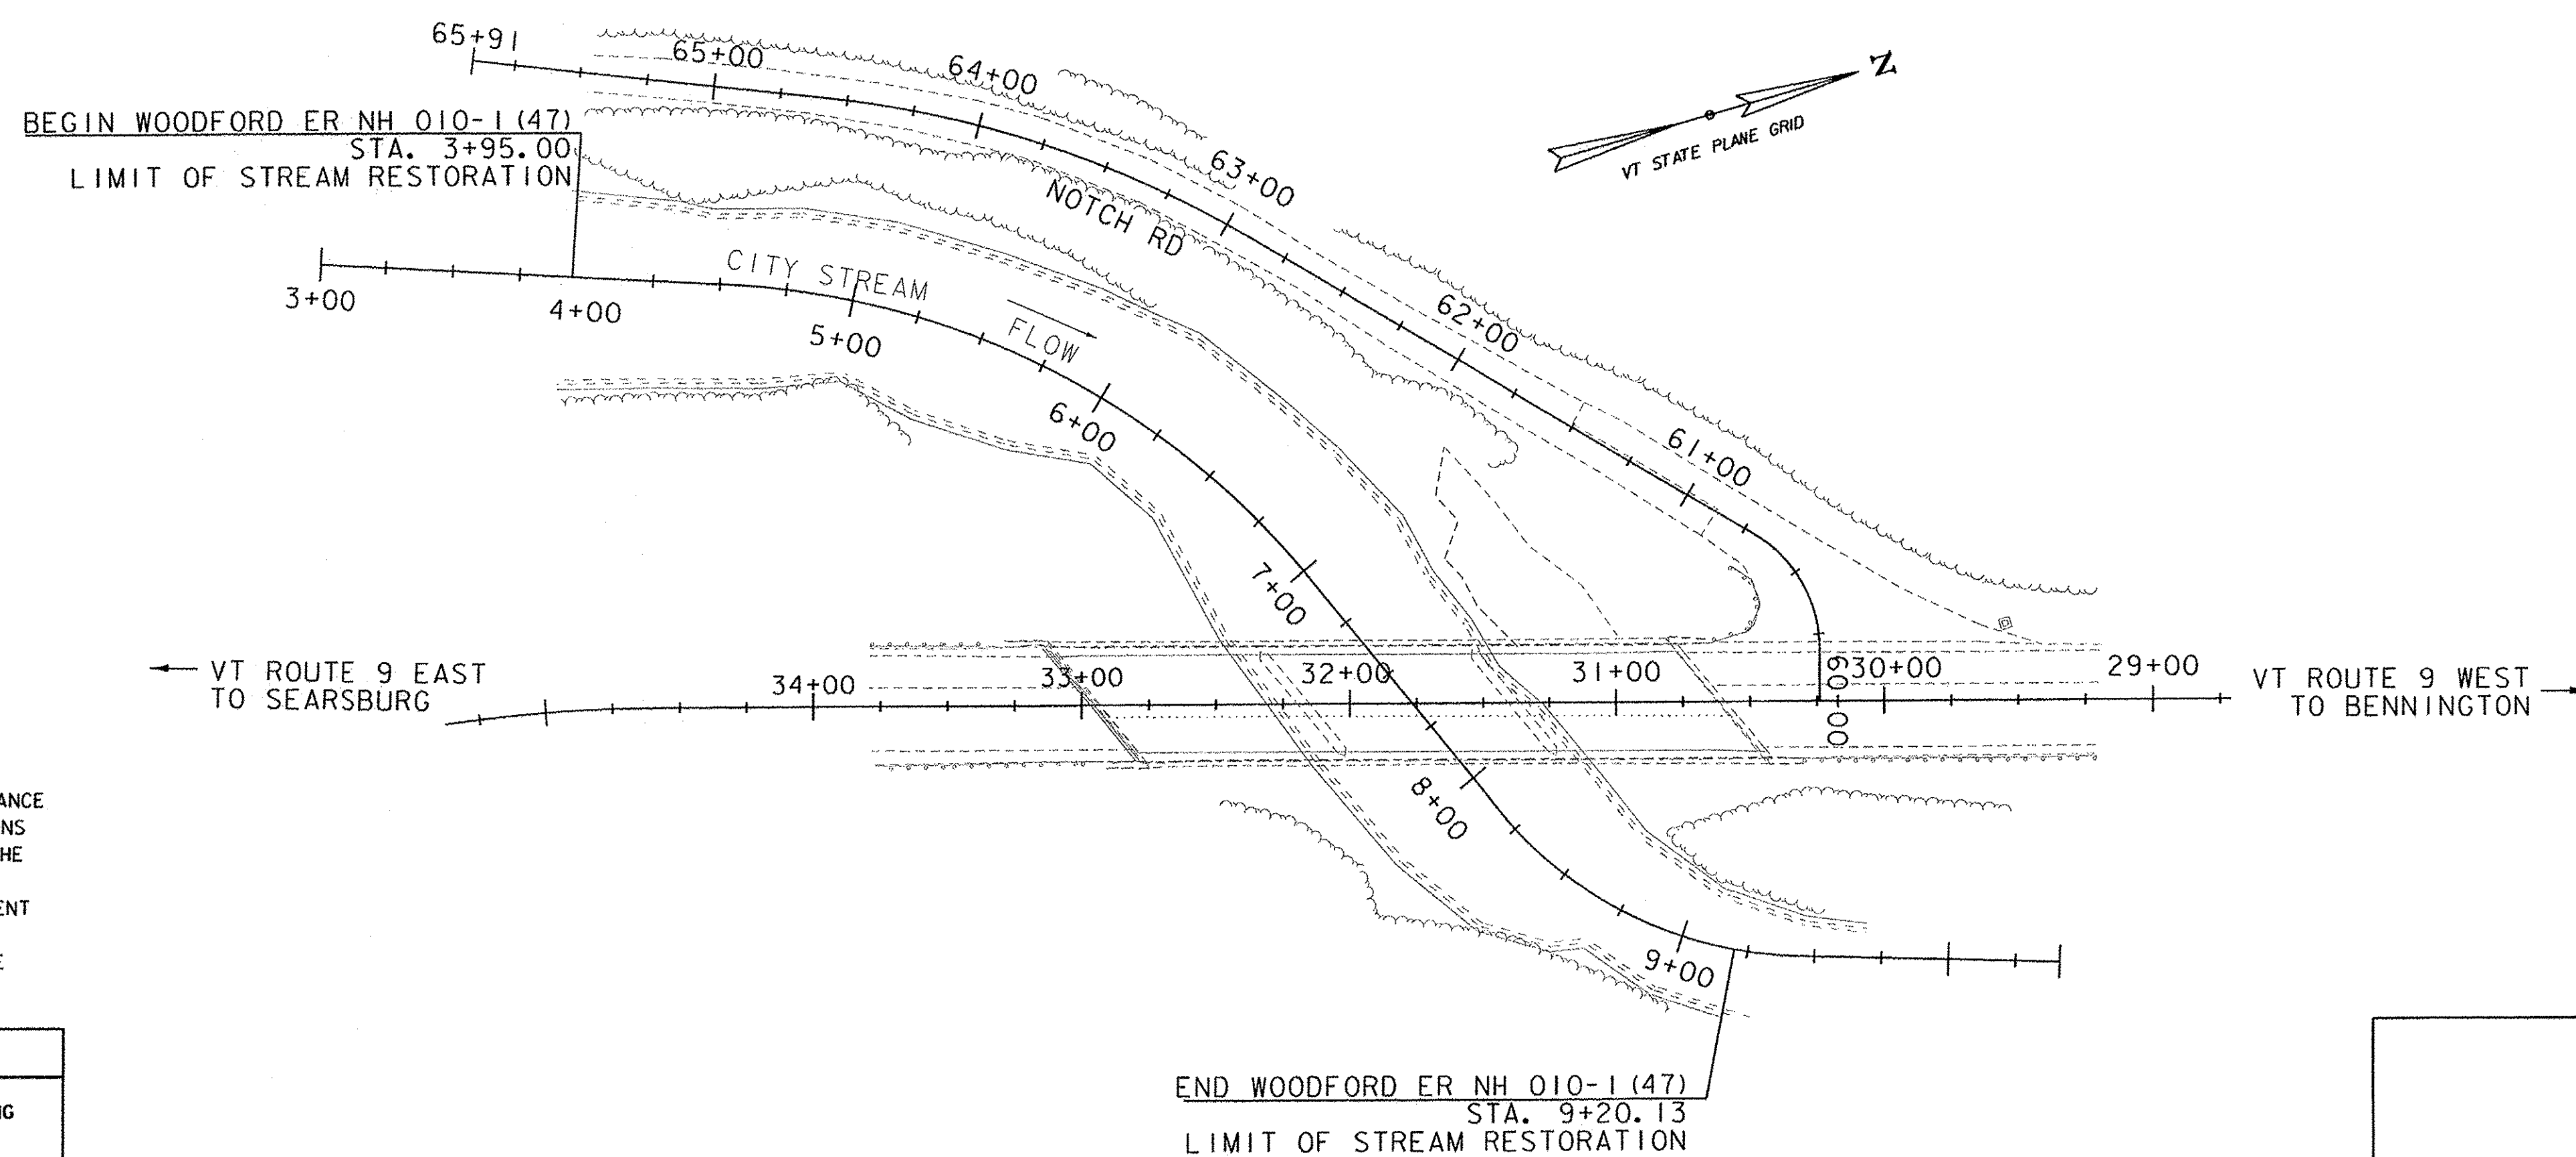 65+91
65+00
64+00
63+00
62+00
61+00
60+00
NOTCH RD
VT STATE PLANE GRID
Z
BEGIN WOODFORD ER NH 010-1(47)
STA. 3+95.00
LIMIT OF STREAM RESTORATION
CITY STREAM
FLOW
3+00
4+00
5+00
6+00
7+00
8+00
9+00
VT ROUTE 9 EAST
TO SEARSBURG
34+00
33+00
32+00
31+00
30+00
29+00
VT ROUTE 9 WEST
TO BENNINGTON
END WOODFORD ER NH 010-1(47)
STA. 9+20.13
LIMIT OF STREAM RESTORATION